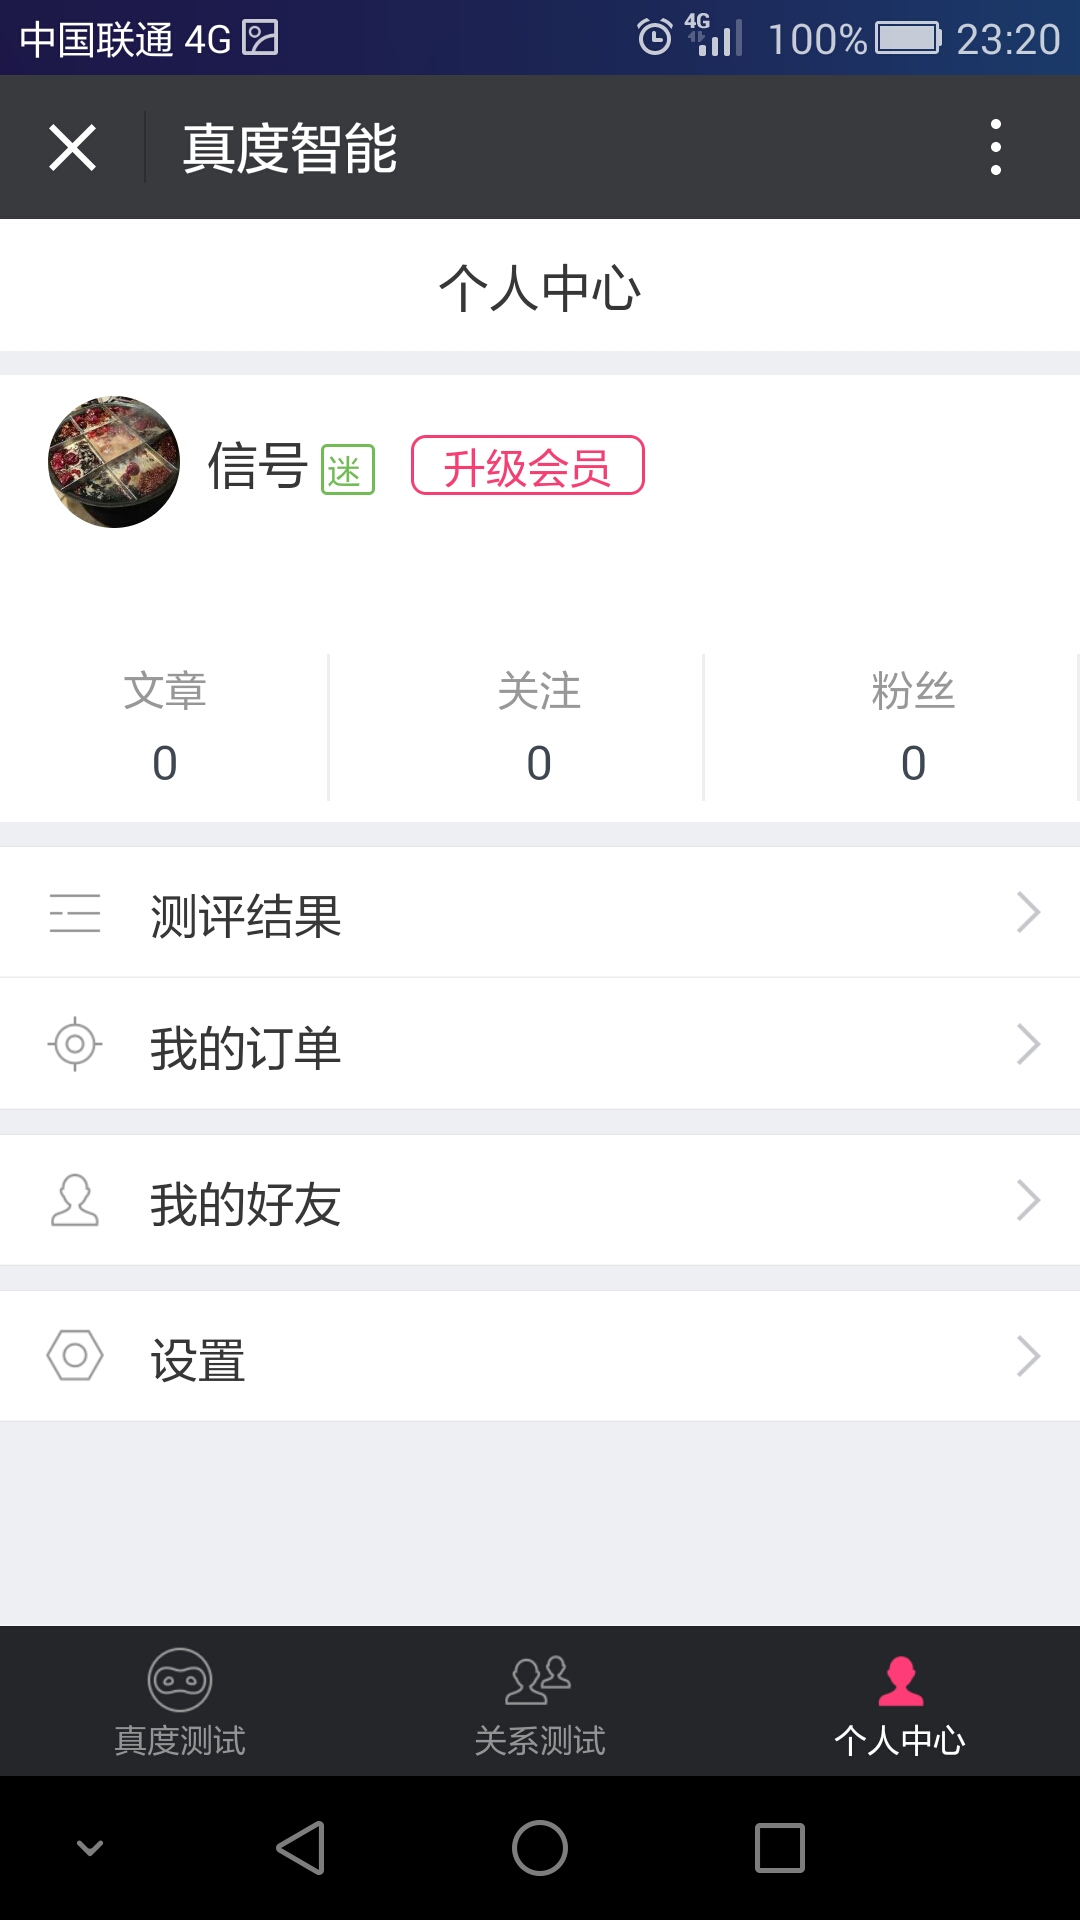 中国联通 4G 4G 100% 23:20
真度智能
个人中心
信号 迷 升级会员
文章 关注 粉丝
0 0 0
测评结果
我的订单
我的好友
设置
真度测试 关系测试 个人中心